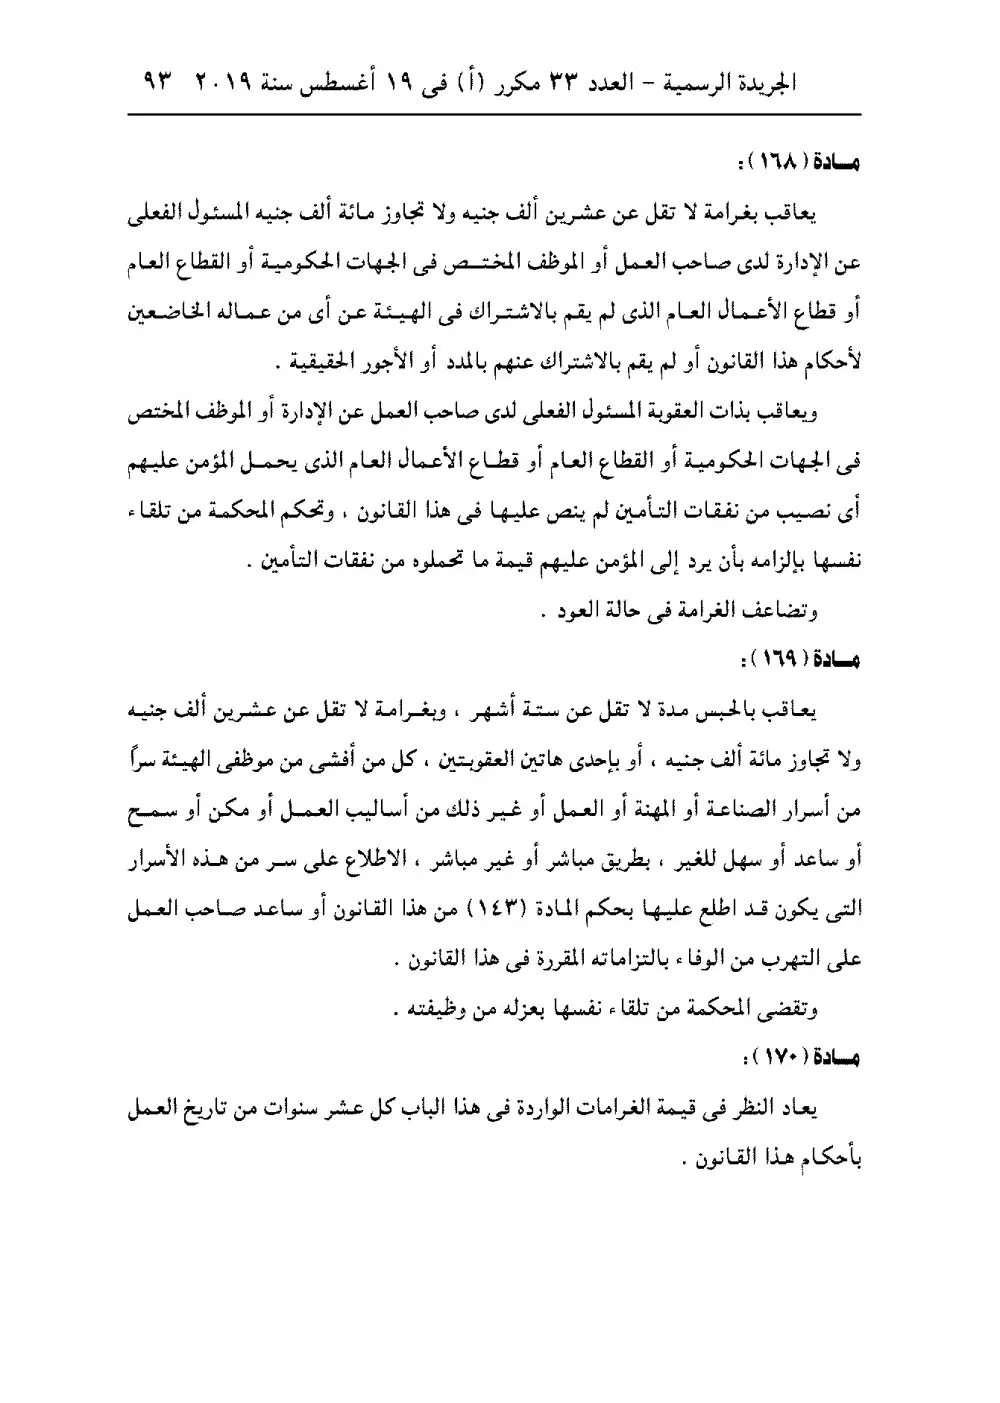 الجريدة الرسمية - العدد ٣٣ مكرر (أ) فى ١٩ أغسطس سنة ٢٠١٩ ٩٣
مــادة (١٦٨) :
يعاقب بغرامة لا تقل عن عشرين ألف جنيه ولا تجاوز مائة ألف جنيه المسئول الفعلى
عن الإدارة لدى صاحب العمل أو الموظف المختص فى الجهات الحكومية أو القطاع العام
أو قطاع الأعمال العام الذى لم يقم بالاشتراك فى الهيئة عن أى من عماله الخاضعين
لأحكام هذا القانون أو لم يقم بالاشتراك عنهم بالمدد أو الأجور الحقيقية .
ويعاقب بذات العقوبة المسئول الفعلى لدى صاحب العمل عن الإدارة أو الموظف المختص
فى الجهات الحكومية أو القطاع العام أو قطاع الأعمال العام الذى يحمل المؤمن عليهم
أى نصيب من نفقات التأمين لم ينص عليها فى هذا القانون ، وتحكم المحكمة من تلقاء
نفسها بإلزامه بأن يرد إلى المؤمن عليهم قيمة ما تحملوه من نفقات التأمين .
وتضاعف الغرامة فى حالة العود .
مــادة (١٦٩) :
يعاقب بالحبس مدة لا تقل عن ستة أشهر ، وبغرامة لا تقل عن عشرين ألف جنيه
ولا تجاوز مائة ألف جنيه ، أو بإحدى هاتين العقوبتين ، كل من أفشى من موظفى الهيئة سراً
من أسرار الصناعة أو المهنة أو العمل أو غير ذلك من أساليب العمل أو مكن أو سمح
أو ساعد أو سهل للغير ، بطريق مباشر أو غير مباشر ، الاطلاع على سر من هذه الأسرار
التى يكون قد اطلع عليها بحكم المادة (١٤٣) من هذا القانون أو ساعد صاحب العمل
على التهرب من الوفاء بالتزاماته المقررة فى هذا القانون .
وتقضى المحكمة من تلقاء نفسها بعزله من وظيفته .
مــادة (١٧٠) :
يعاد النظر فى قيمة الغرامات الواردة فى هذا الباب كل عشر سنوات من تاريخ العمل
بأحكام هذا القانون .